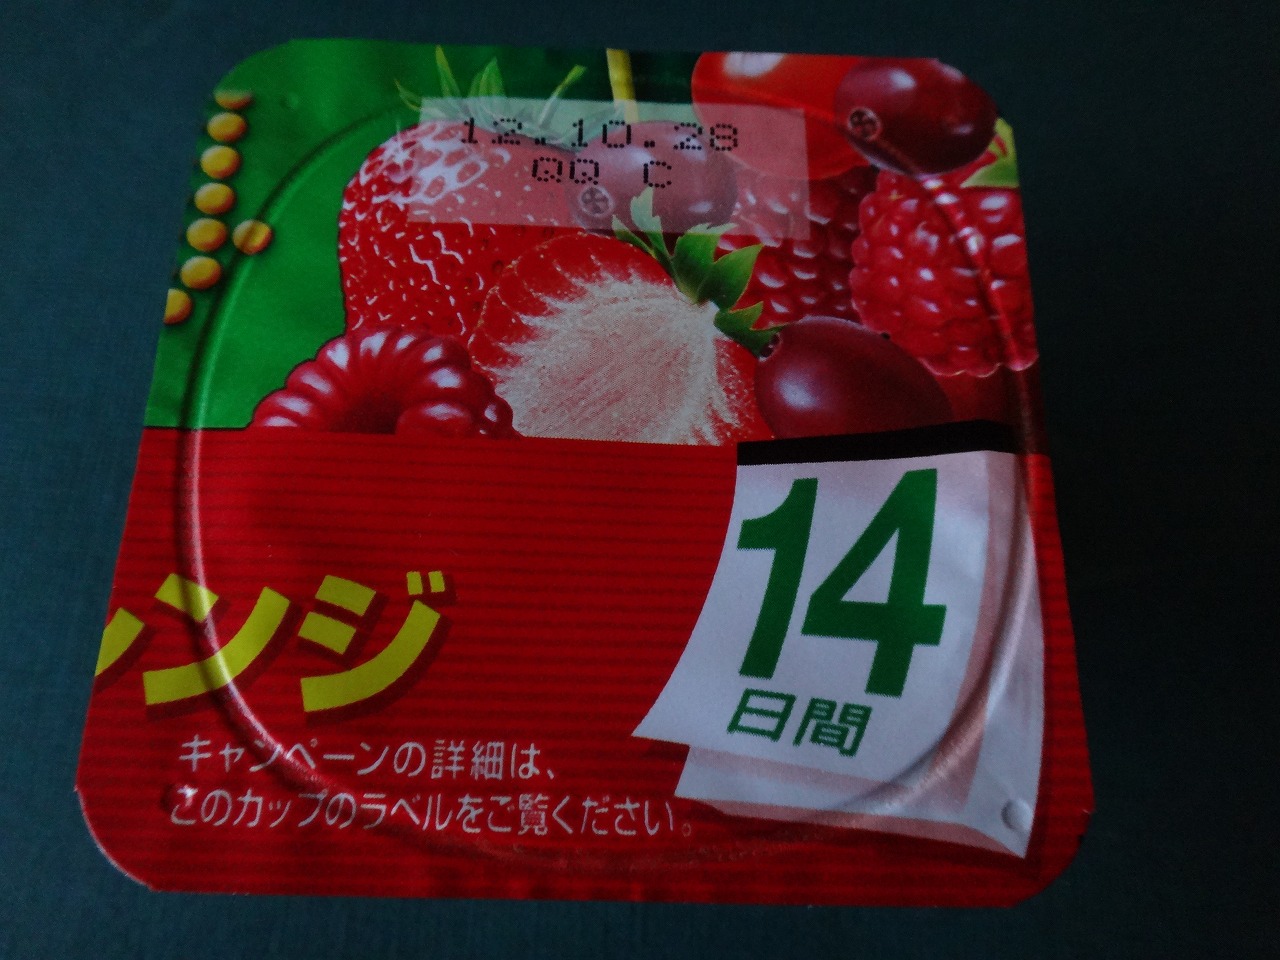 12.10.28
QQ C
ンジ
14
日間
キャンペーンの詳細は、
このカップのラベルをご覧ください。